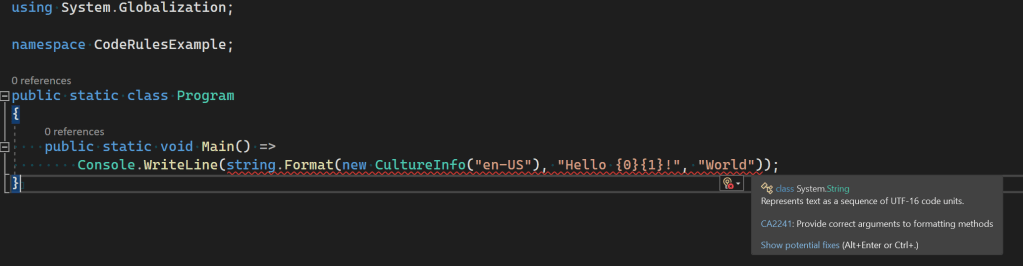 using System.Globalization;
namespace CodeRulesExample;
0 references
public static class Program
{
0 references
public static void Main() =>
Console.WriteLine(string.Format(new CultureInfo("en-US"), "Hello {0}{1}!", "World"));
}
class System.String
Represents text as a sequence of UTF-16 code units.
CA2241: Provide correct arguments to formatting methods
Show potential fixes (Alt+Enter or Ctrl+.)